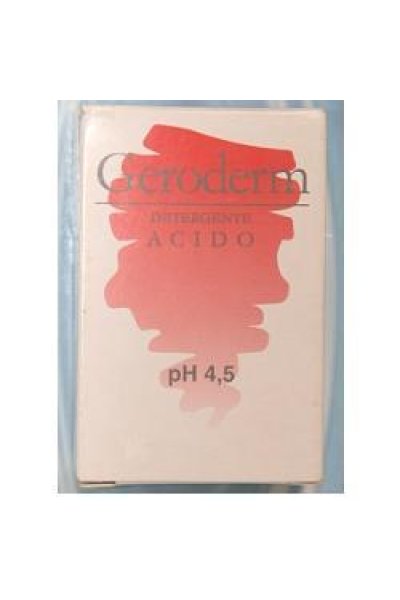 Geroderm
DETERGENTE
ACIDO
pH 4,5